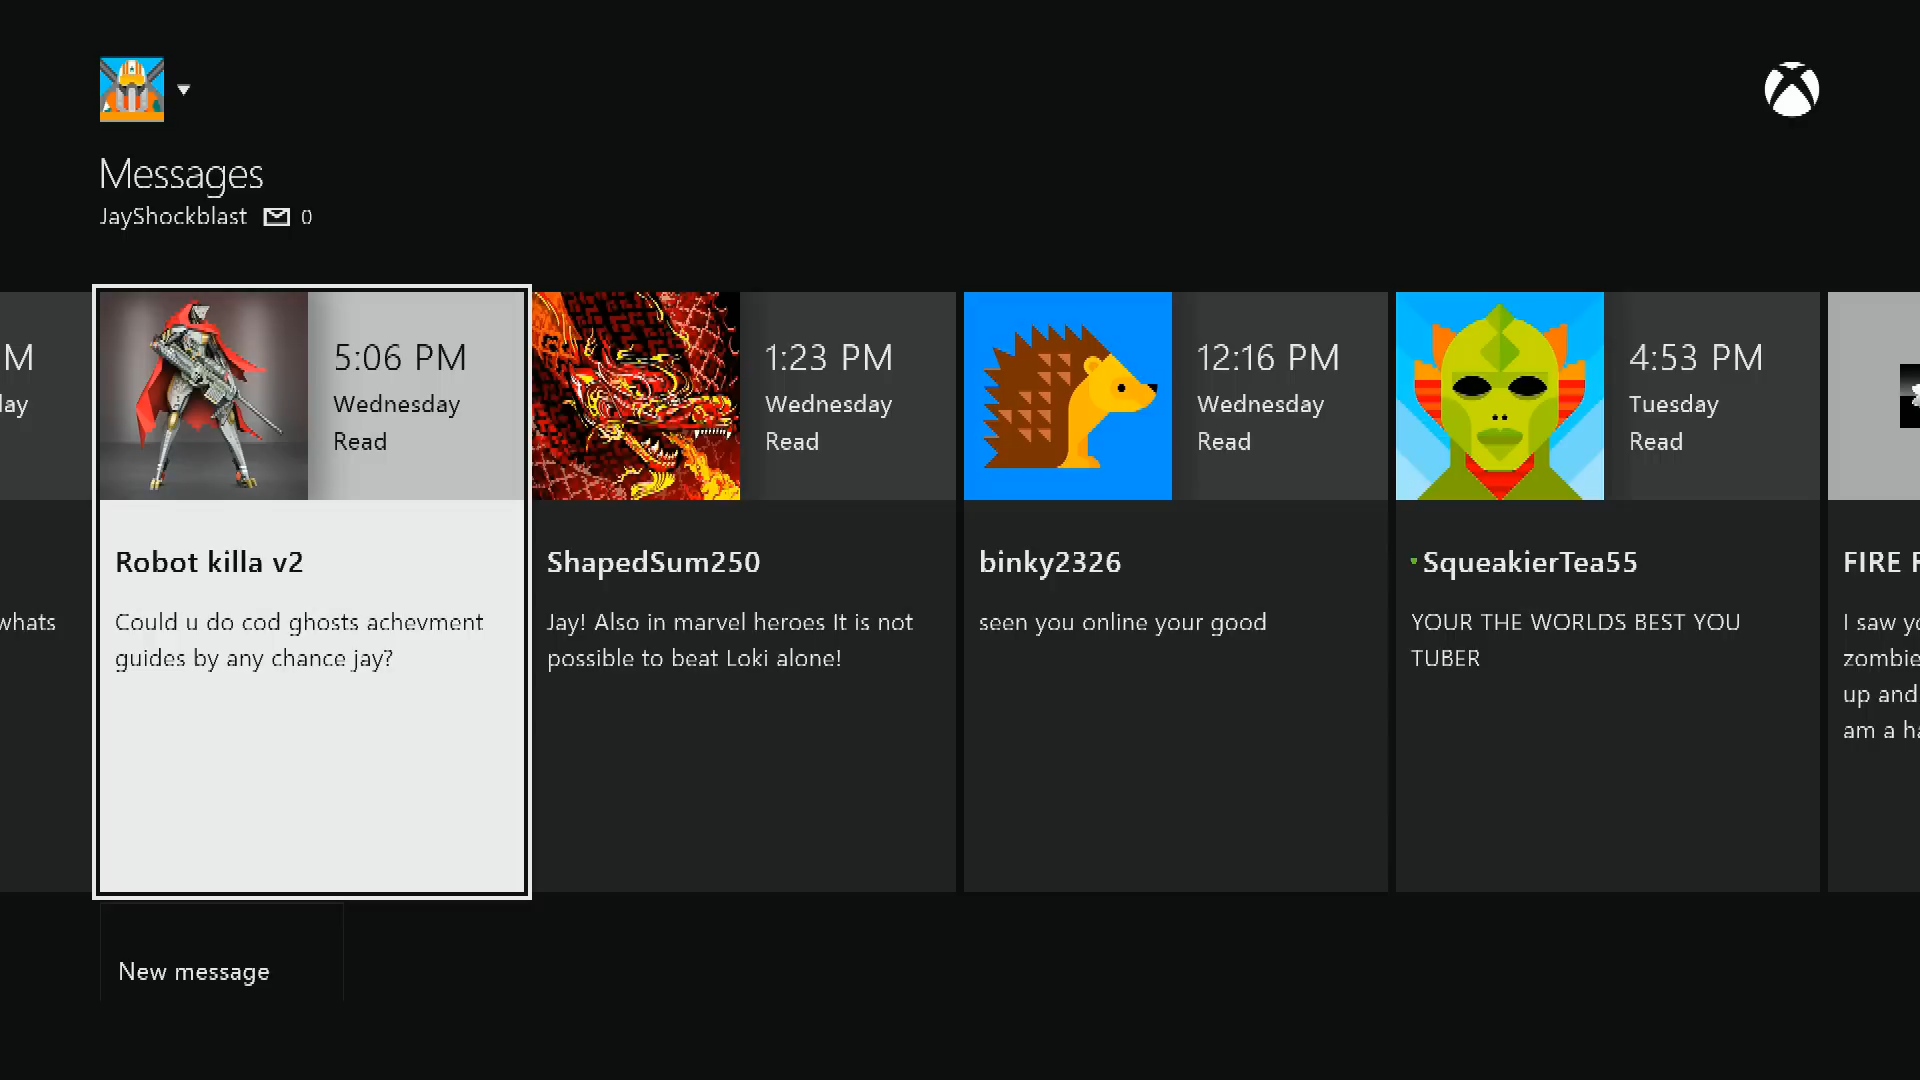 Messages
JayShockblast 0
5:06 PM
Wednesday
Read
Robot killa v2
Could u do cod ghosts achevment
guides by any chance jay?
1:23 PM
Wednesday
Read
ShapedSum250
Jay! Also in marvel heroes It is not
possible to beat Loki alone!
12:16 PM
Wednesday
Read
binky2326
seen you online your good
4:53 PM
Tuesday
Read
SqueakierTea55
YOUR THE WORLDS BEST YOU
TUBER
FIRE
I saw
up and
am a
New message